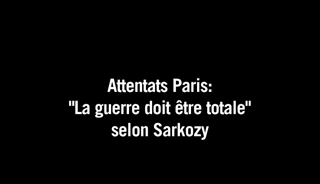 Attentats Paris:
"La guerre doit être totale"
selon Sarkozy